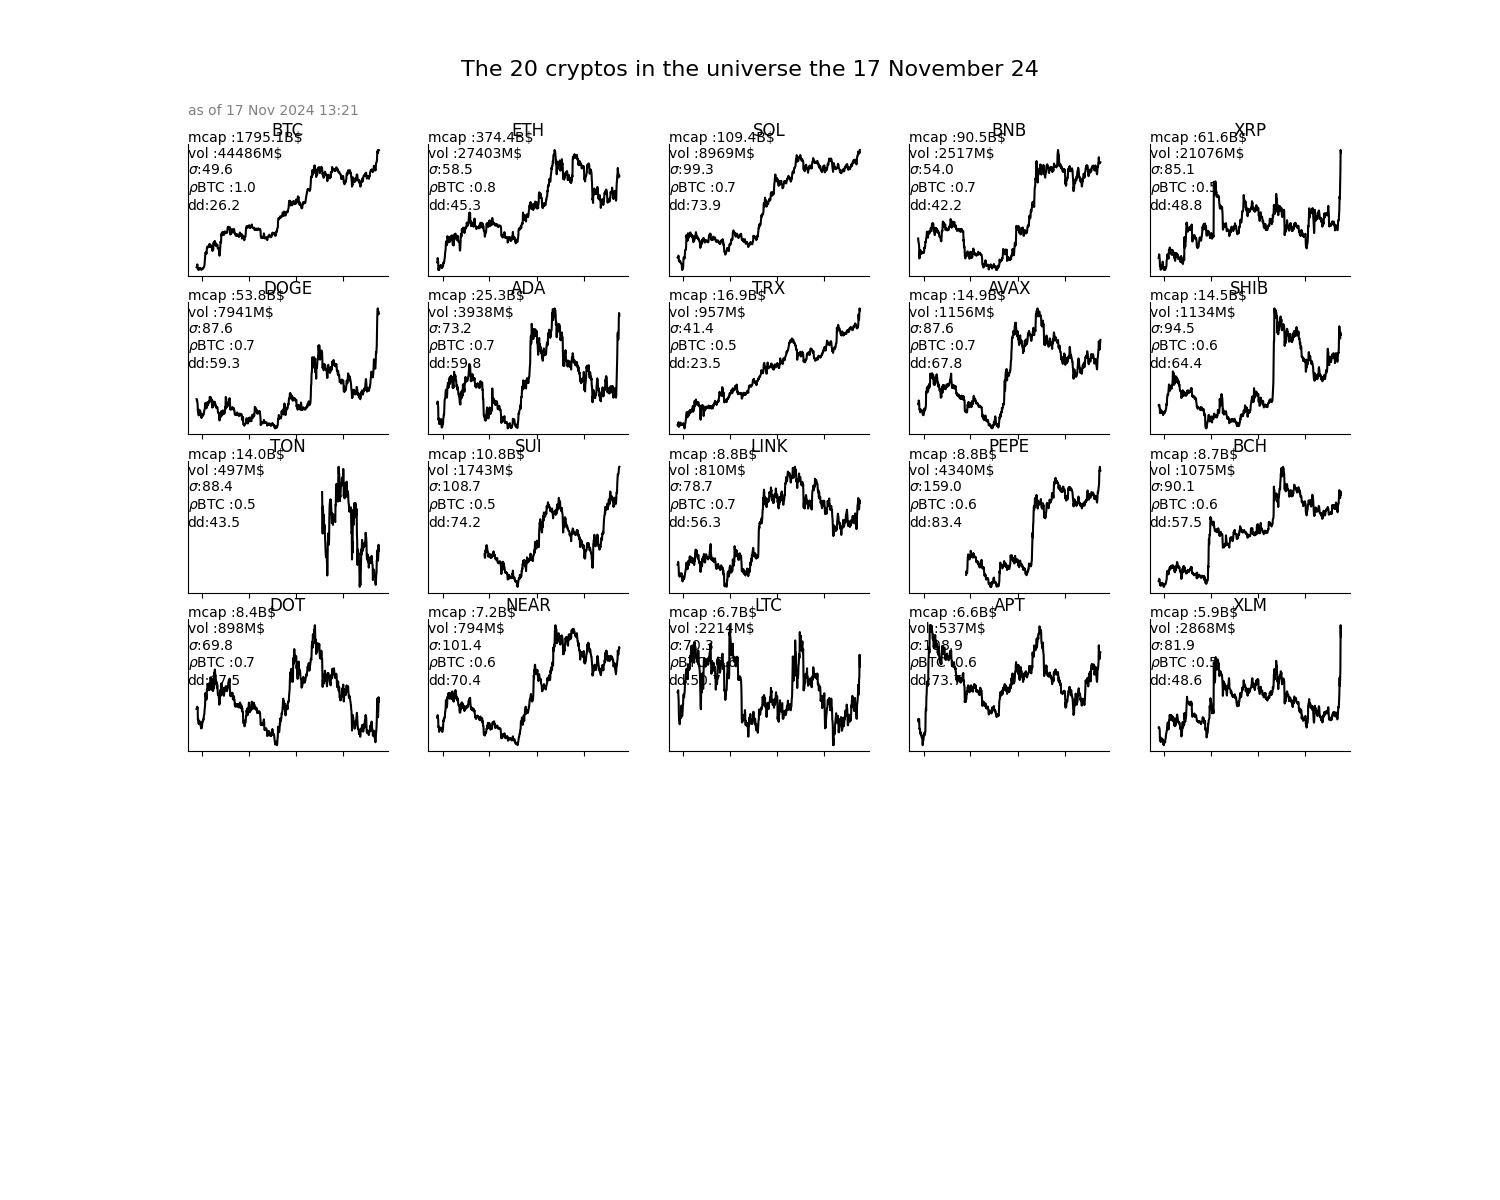 The 20 cryptos in the universe the 17 November 24
as of 17 Nov 2024 13:21
BTC
mcap :1795.1B$
vol :44486M$
σ:49.6
ρBTC :1.0
dd:26.2
ETH
mcap :374.4B$
vol :27403M$
σ:58.5
ρBTC :0.8
dd:45.3
SOL
mcap :109.4B$
vol :8969M$
σ:99.3
ρBTC :0.7
dd:73.9
BNB
mcap :90.5B$
vol :2517M$
σ:54.0
ρBTC :0.7
dd:42.2
XRP
mcap :61.6B$
vol :21076M$
σ:85.1
ρBTC :0.5
dd:48.8
DOGE
mcap :53.8B$
vol :7941M$
σ:87.6
ρBTC :0.7
dd:59.3
ADA
mcap :25.3B$
vol :3938M$
σ:73.2
ρBTC :0.7
dd:59.8
TRX
mcap :16.9B$
vol :957M$
σ:41.4
ρBTC :0.5
dd:23.5
AVAX
mcap :14.9B$
vol :1156M$
σ:87.6
ρBTC :0.7
dd:67.8
SHIB
mcap :14.5B$
vol :1134M$
σ:94.5
ρBTC :0.6
dd:64.4
TON
mcap :14.0B$
vol :497M$
σ:88.4
ρBTC :0.5
dd:43.5
SUI
mcap :10.8B$
vol :1743M$
σ:108.7
ρBTC :0.5
dd:74.2
LINK
mcap :8.8B$
vol :810M$
σ:78.7
ρBTC :0.7
dd:56.3
PEPE
mcap :8.8B$
vol :4340M$
σ:159.0
ρBTC :0.6
dd:83.4
BCH
mcap :8.7B$
vol :1075M$
σ:90.1
ρBTC :0.6
dd:57.5
DOT
mcap :8.4B$
vol :898M$
σ:69.8
ρBTC :0.7
NEAR
mcap :7.2B$
vol :794M$
σ:101.4
ρBTC :0.6
dd:70.4
LTC
mcap :6.7B$
vol :2214M$
σ:70.3
APT
mcap :6.6B$
vol :537M$
σ:108.9
ρBTC :0.6
XLM
mcap :5.9B$
vol :2868M$
σ:81.9
ρBTC :0.5
dd:48.6